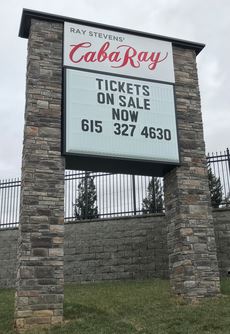 RAY STEVENS'
CabaRay
TICKETS
ON SALE
NOW
615 327 4630